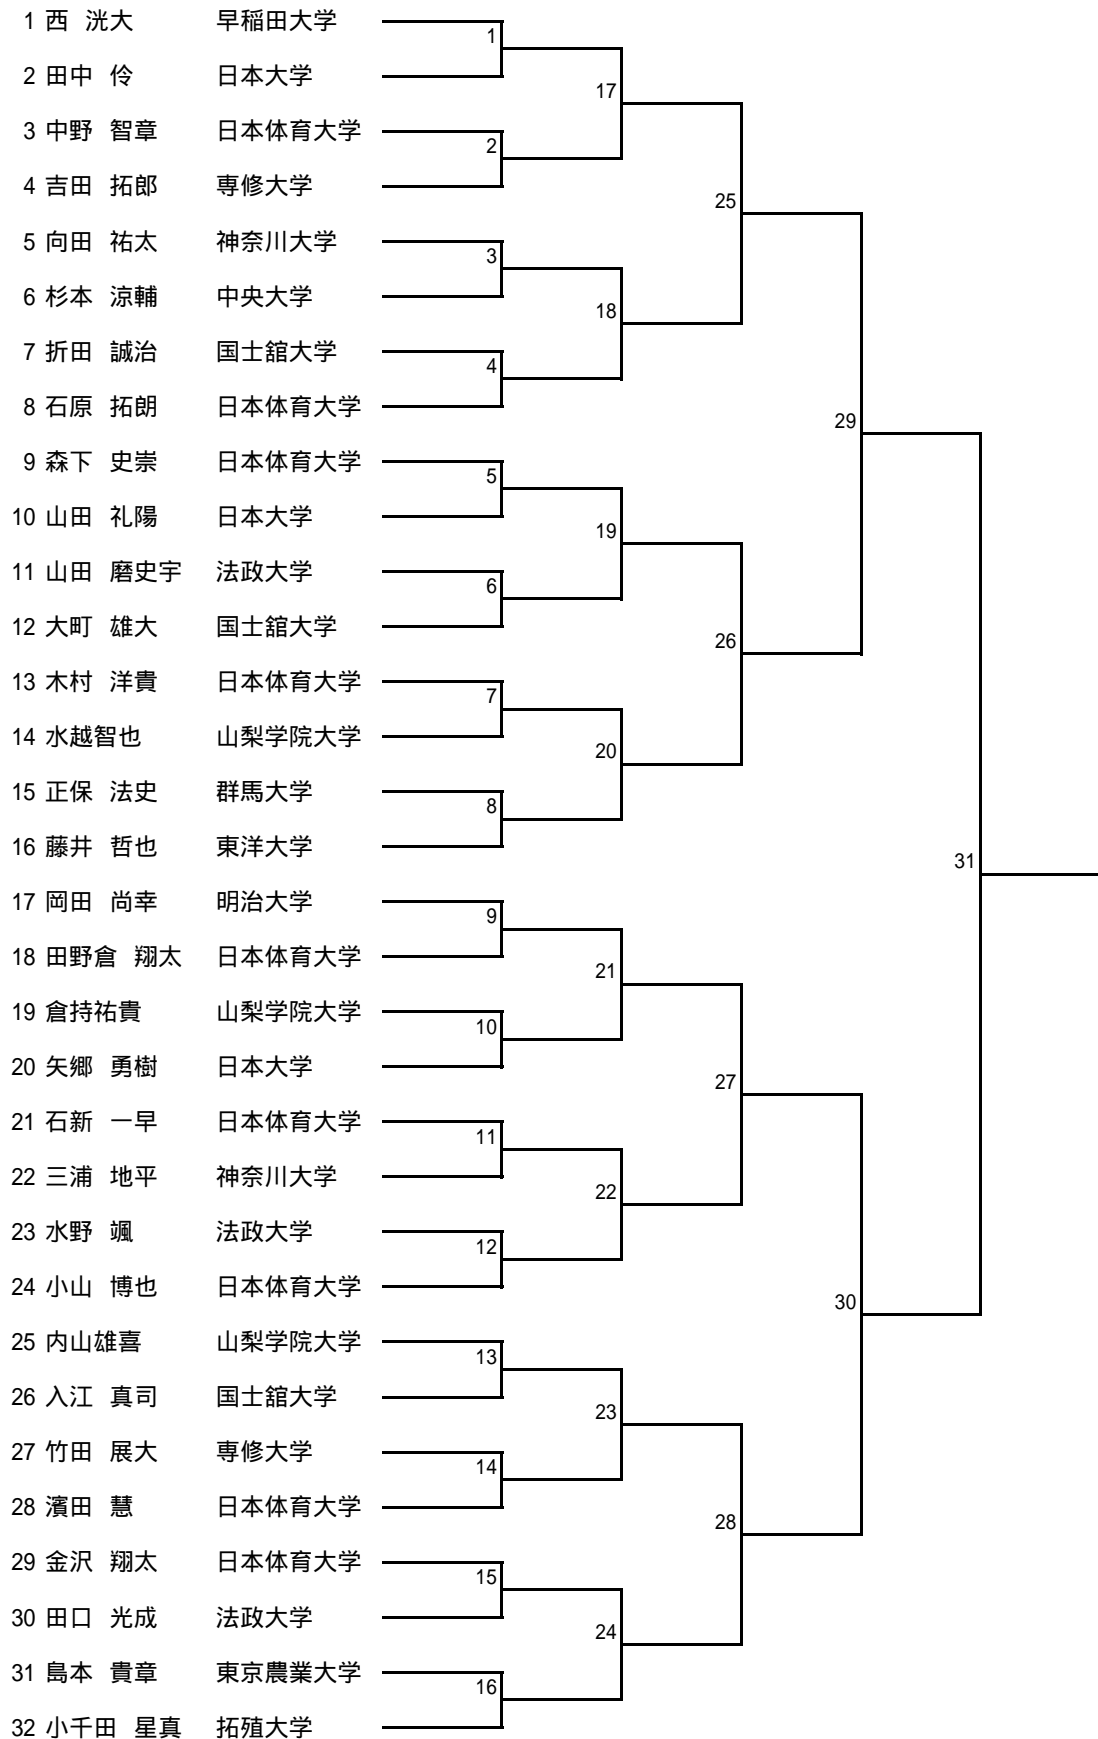 1 西 洸大 早稲田大学
1
2 田中 伶 日本大学
17
3 中野 智章 日本体育大学
2
4 吉田 拓郎 専修大学
25
5 向田 祐太 神奈川大学
3
6 杉本 涼輔 中央大学
18
7 折田 誠治 国士舘大学
4
8 石原 拓朗 日本体育大学
29
9 森下 史崇 日本体育大学
5
10 山田 礼陽 日本大学
19
11 山田 磨史宇 法政大学
6
12 大町 雄大 国士舘大学
26
13 木村 洋貴 日本体育大学
7
14 水越智也 山梨学院大学
20
15 正保 法史 群馬大学
8
16 藤井 哲也 東洋大学
31
17 岡田 尚幸 明治大学
9
18 田野倉 翔太 日本体育大学
21
19 倉持祐貴 山梨学院大学
10
20 矢郷 勇樹 日本大学
27
21 石新 一早 日本体育大学
11
22 三浦 地平 神奈川大学
22
23 水野 颯 法政大学
12
24 小山 博也 日本体育大学
30
25 内山雄喜 山梨学院大学
13
26 入江 真司 国士舘大学
23
27 竹田 展大 専修大学
14
28 濱田 慧 日本体育大学
28
29 金沢 翔太 日本体育大学
15
30 田口 光成 法政大学
24
31 島本 貴章 東京農業大学
16
32 小千田 星真 拓殖大学